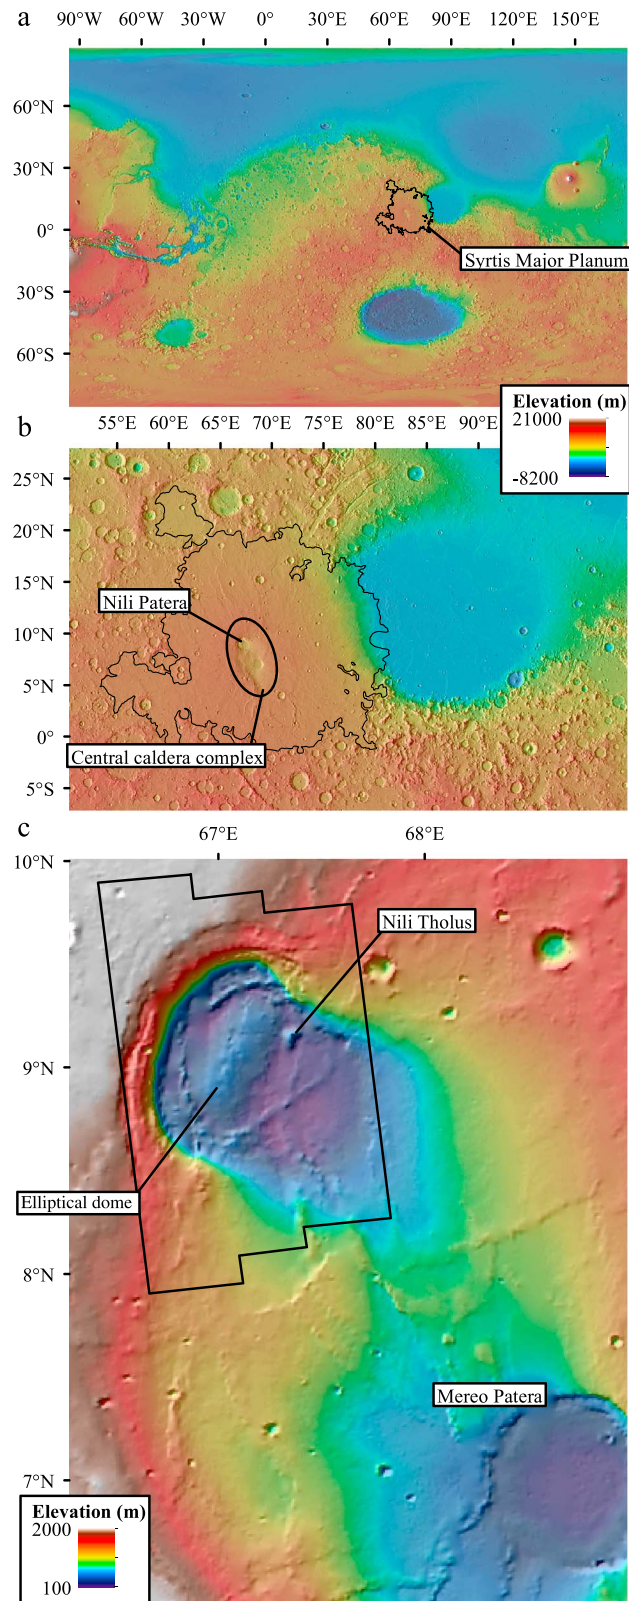 a
90°W 60°W 30°W 0° 30°E 60°E 90°E 120°E 150°E
60°N
30°N
0°
Syrtis Major Planum
30°S
60°S
Elevation (m)
21000
-8200
b
55°E 60°E 65°E 70°E 75°E 80°E 85°E 90°E
25°N
20°N
15°N
Nili Patera
10°N
5°N
0°
Central caldera complex
5°S
c
67°E 68°E
10°N
Nili Tholus
9°N
Elliptical dome
8°N
Mereo Patera
7°N
Elevation (m)
2000
100